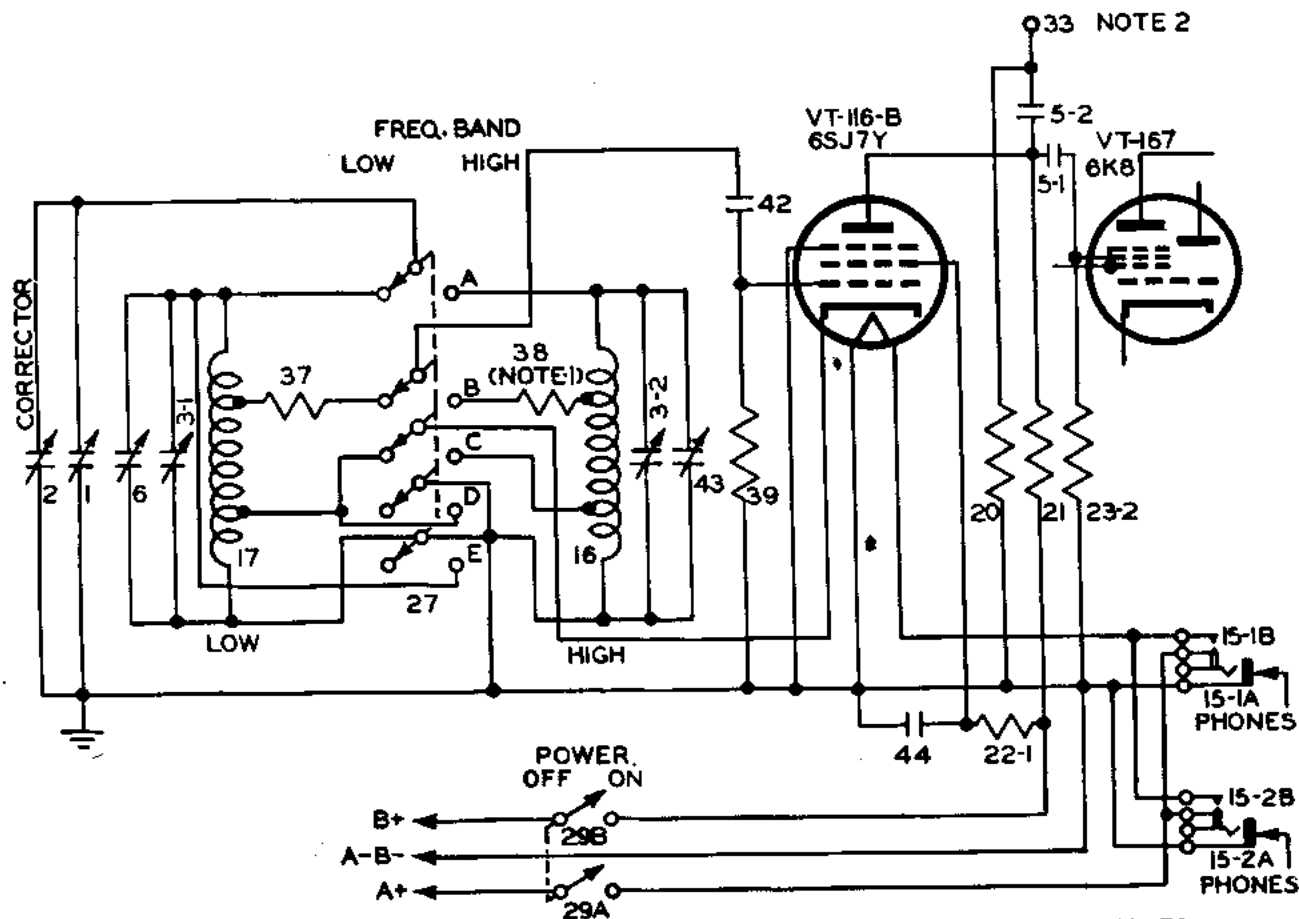 33 NOTE 2
VT-116-B
6SJ7Y
5-2
VT-167
6K8
5-1
FREQ. BAND
LOW HIGH
42
A
CORRECTOR
37
38
(NOTE 1)
B
3-1
3-2
C
2
1
6
43
39
D
20
21
23-2
17
E
16
27
LOW
HIGH
15-1B
15-1A
PHONES
44
22-1
POWER.
OFF ON
B+
29B
15-2B
A-B-
15-2A
PHONES
A+
29A